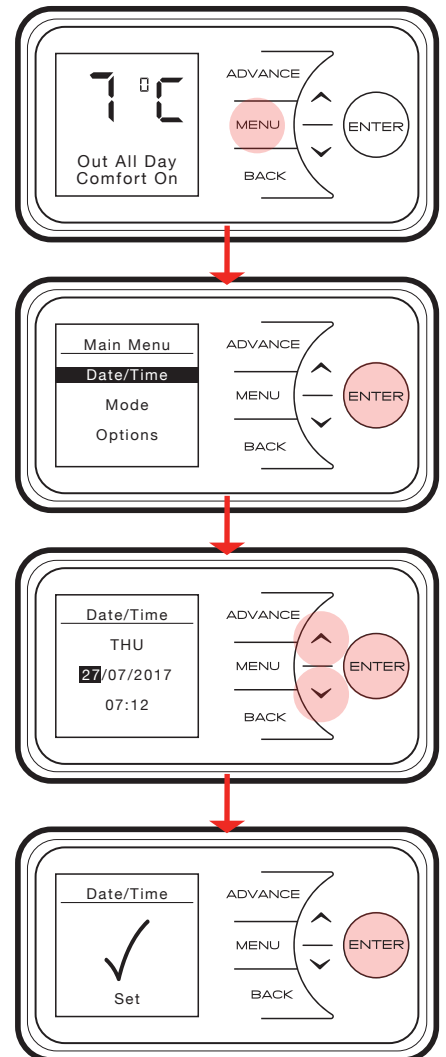 7 °C
Out All Day
Comfort On
ADVANCE
MENU
BACK
ENTER
Main Menu
Date/Time
Mode
Options
ADVANCE
MENU
BACK
ENTER
Date/Time
THU
27/07/2017
07:12
ADVANCE
MENU
BACK
ENTER
Date/Time
Set
ADVANCE
MENU
BACK
ENTER